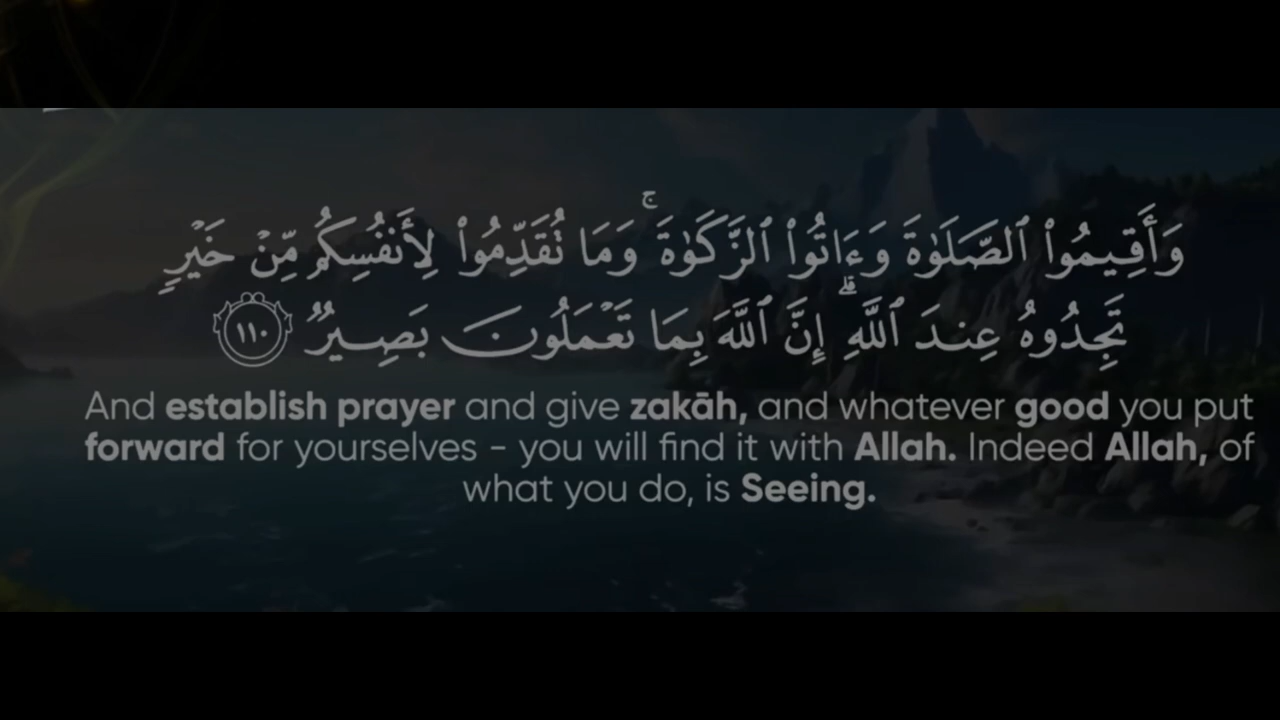 وَأَقِيمُوا۟ ٱلصَّلَوٰةَ وَءَاتُوا۟ ٱلزَّكَوٰةَ ۚ وَمَا تُقَدِّمُوا۟ لِأَنفُسِكُم مِّنْ خَيْرٍ
تَجِدُوهُ عِندَ ٱللَّهِ ۗ إِنَّ ٱللَّهَ بِمَا تَعْمَلُونَ بَصِيرٌ ١١٠
And establish prayer and give zakāh, and whatever good you put
forward for yourselves – you will find it with Allah. Indeed Allah, of
what you do, is Seeing.